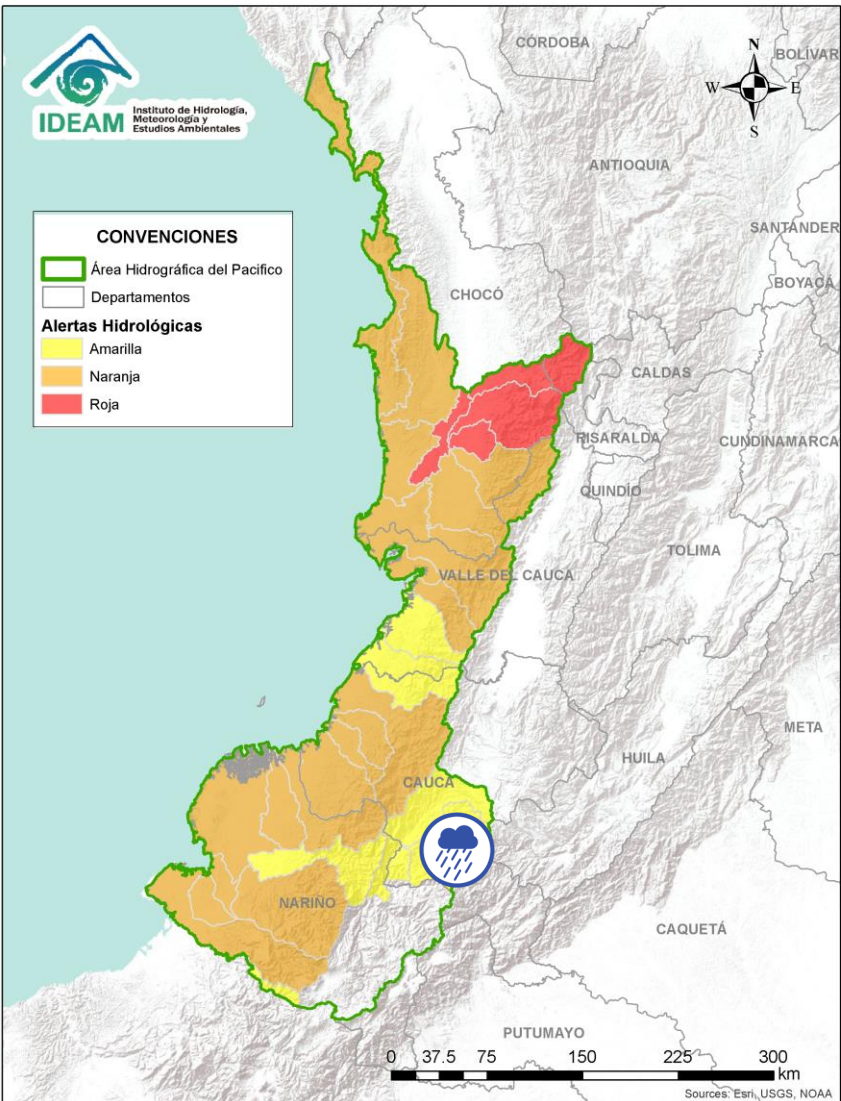 IDEAM
Instituto de Hidrología,
Meteorología y
Estudios Ambientales
CÓRDOBA
BOLIVAR
N
W
E
S
ANTIOQUIA
SANTANDER
BOYACÁ
CONVENCIONES
Área Hidrográfica del Pacifico
Departamentos
Alertas Hidrológicas
Amarilla
Naranja
Roja
CHOCÓ
CALDAS
RISARALDA
CUNDINAMARCA
QUINDÍO
TOLIMA
VALLE DEL CAUCA
META
HUILA
CAUCA
NARIÑO
CAQUETÁ
PUTUMAYO
0 37.5 75 150 225 300
km
Sources: Esri, USGS, NOAA